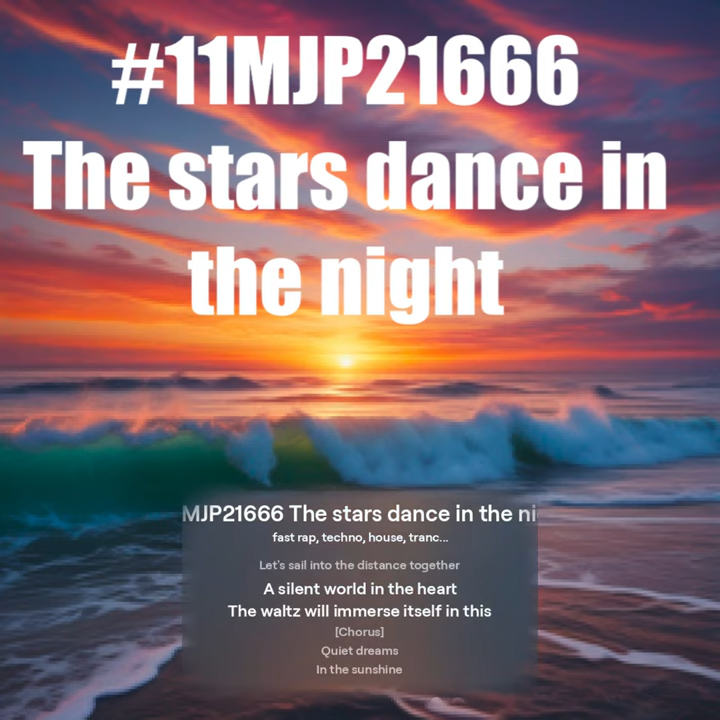 #11MJP21666
The stars dance in
the night
MJP21666 The stars dance in the ni
fast rap, techno, house, tranc...
Let's sail into the distance together
A silent world in the heart
The waltz will immerse itself in this
[Chorus]
Quiet dreams
In the sunshine